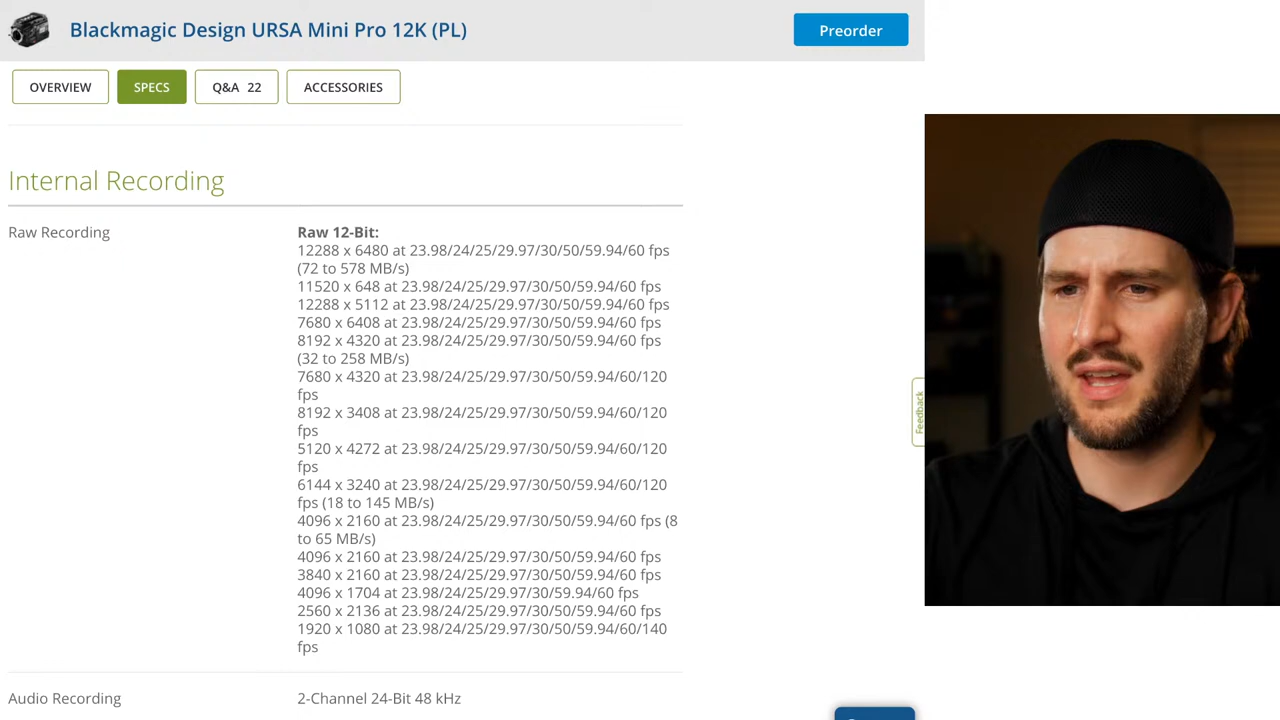 Blackmagic Design URSA Mini Pro 12K (PL)
Preorder
OVERVIEW
SPECS
Q&A 22
ACCESSORIES
Internal Recording
Raw Recording
Raw 12-Bit:
12288 x 6480 at 23.98/24/25/29.97/30/50/59.94/60 fps
(72 to 578 MB/s)
11520 x 648 at 23.98/24/25/29.97/30/50/59.94/60 fps
12288 x 5112 at 23.98/24/25/29.97/30/50/59.94/60 fps
7680 x 6408 at 23.98/24/25/29.97/30/50/59.94/60 fps
8192 x 4320 at 23.98/24/25/29.97/30/50/59.94/60 fps
(32 to 258 MB/s)
7680 x 4320 at 23.98/24/25/29.97/30/50/59.94/60/120
fps
8192 x 3408 at 23.98/24/25/29.97/30/50/59.94/60/120
fps
5120 x 4272 at 23.98/24/25/29.97/30/50/59.94/60/120
fps
6144 x 3240 at 23.98/24/25/29.97/30/50/59.94/60/120
fps (18 to 145 MB/s)
4096 x 2160 at 23.98/24/25/29.97/30/50/59.94/60 fps (8
to 65 MB/s)
4096 x 2160 at 23.98/24/25/29.97/30/50/59.94/60 fps
3840 x 2160 at 23.98/24/25/29.97/30/50/59.94/60 fps
4096 x 1704 at 23.98/24/25/29.97/30/59.94/60 fps
2560 x 2136 at 23.98/24/25/29.97/30/50/59.94/60 fps
1920 x 1080 at 23.98/24/25/29.97/30/50/59.94/60/140
fps
Audio Recording
2-Channel 24-Bit 48 kHz
Feedback